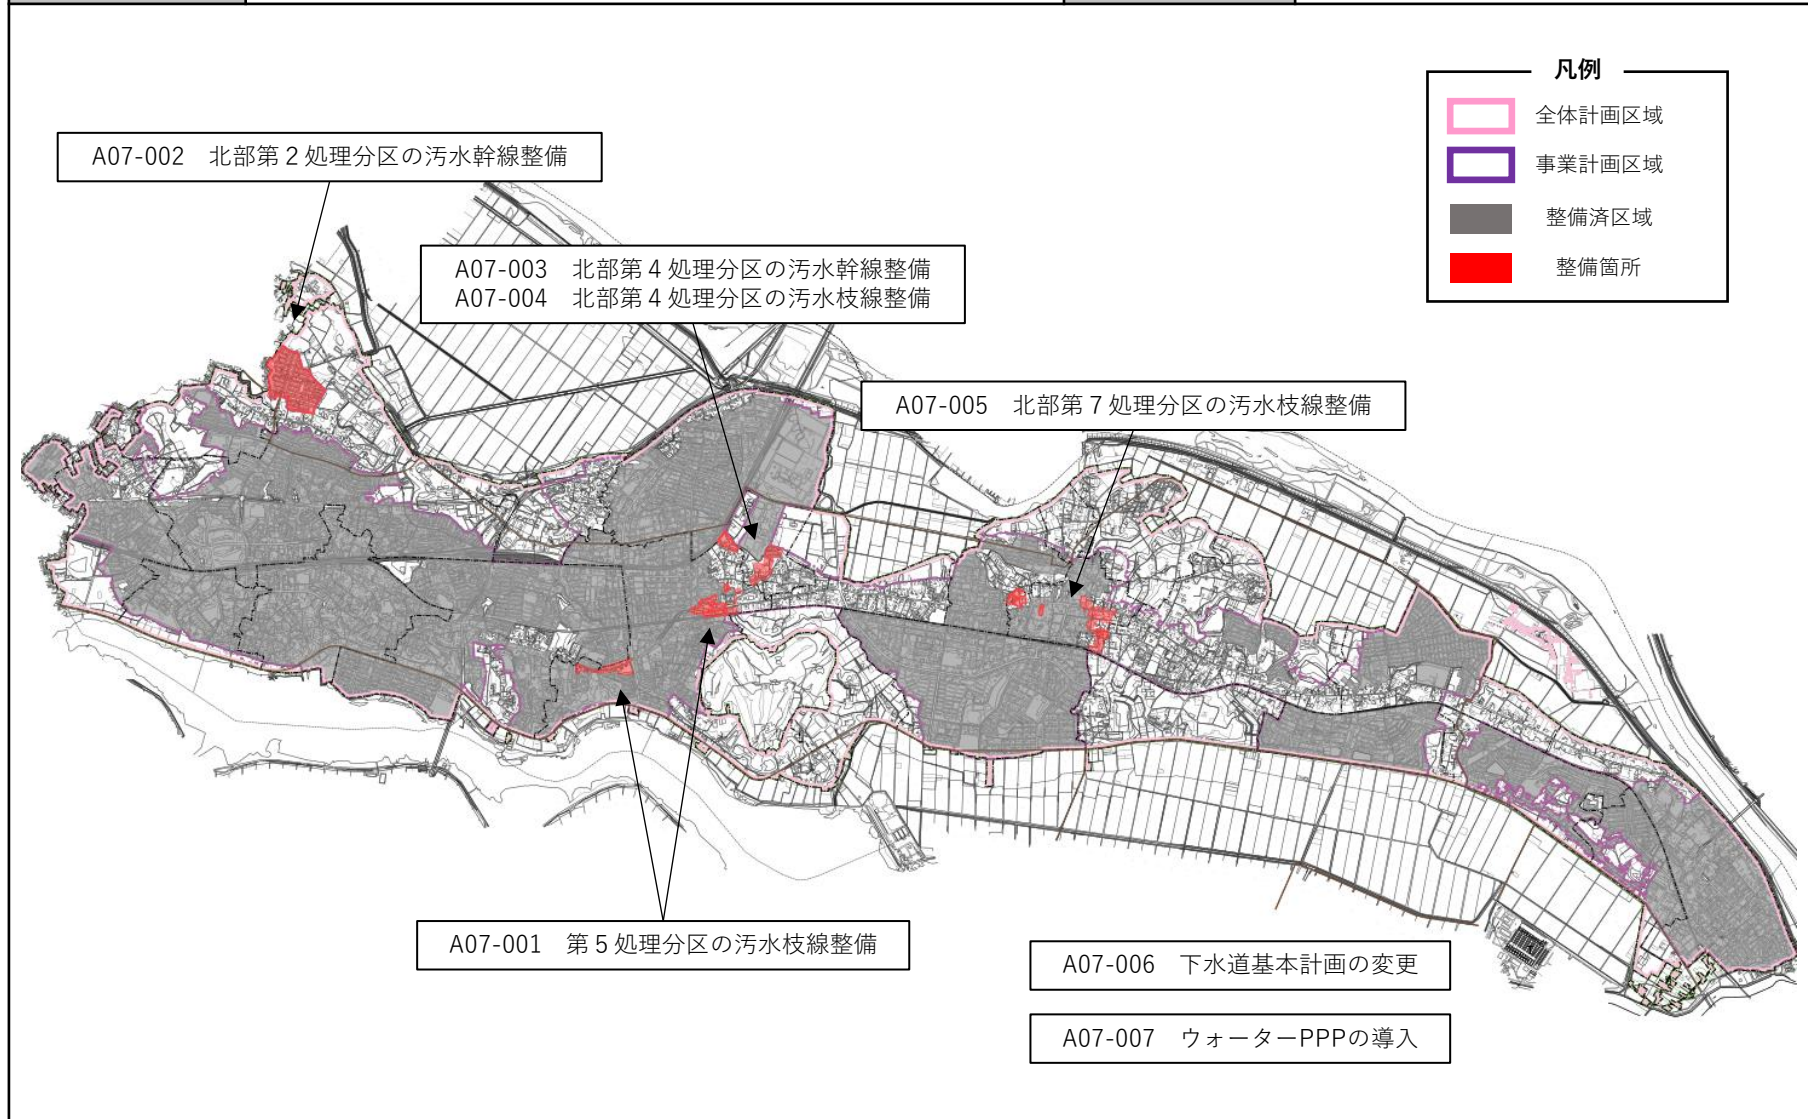 凡例
全体計画区域
事業計画区域
整備済区域
整備箇所
A07-002　北部第２処理分区の汚水幹線整備
A07-003　北部第４処理分区の汚水幹線整備
A07-004　北部第４処理分区の汚水枝線整備
A07-005　北部第７処理分区の汚水枝線整備
A07-001　第５処理分区の汚水枝線整備
A07-006　下水道基本計画の変更
A07-007　ウォーターPPPの導入